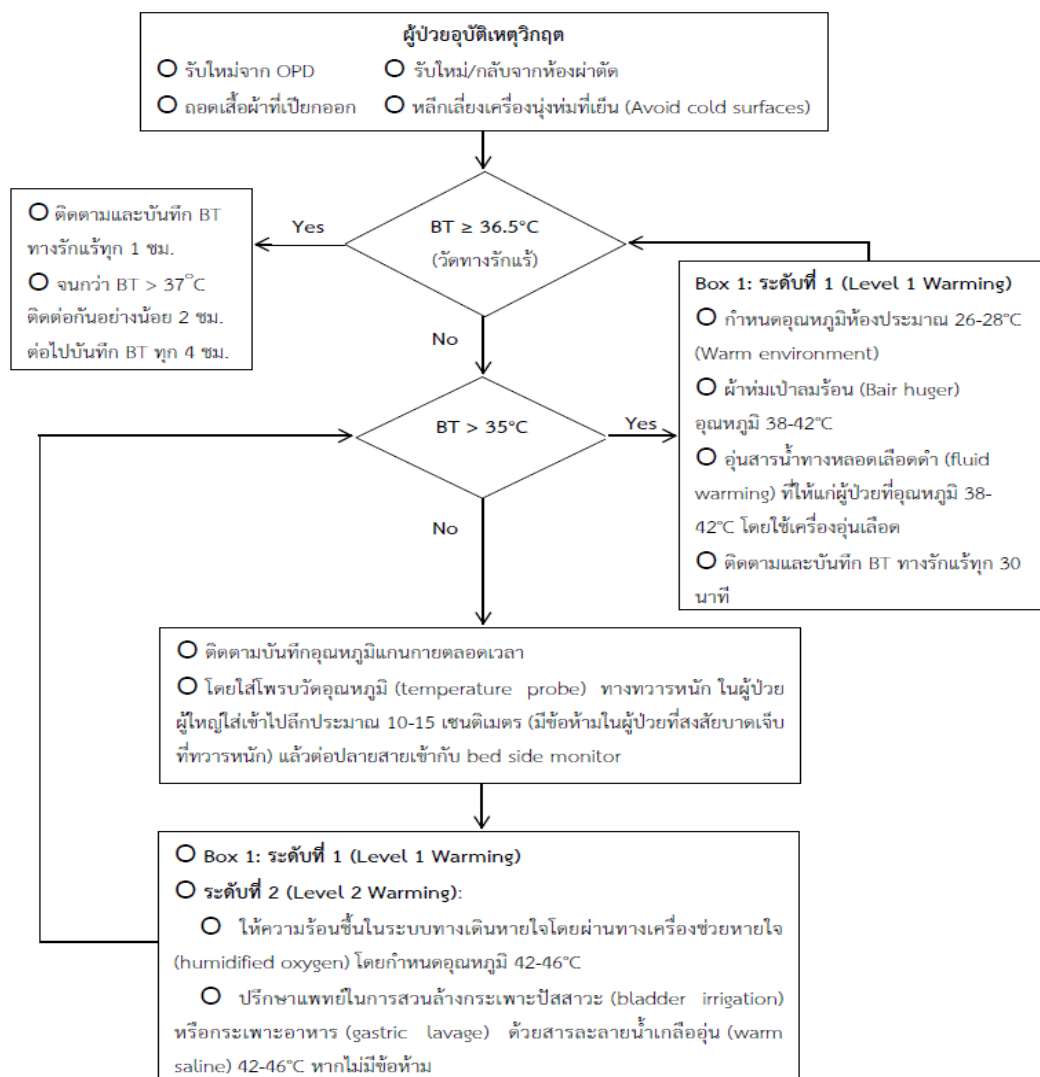 ผู้ป่วยอุบัติเหตุวิกฤต
○ รับใหม่จาก OPD ○ รับใหม่/กลับจากห้องผ่าตัด
○ ถอดเสื้อผ้าที่เปียกออก ○ หลีกเลี่ยงเครื่องนุ่งห่มที่เย็น (Avoid cold surfaces)
BT ≥ 36.5°C
(วัดทางรักแร้)
Yes
○ ติดตามและบันทึก BT
ทางรักแร้ทุก 1 ชม.
○ จนกว่า BT > 37°C
ติดต่อกันอย่างน้อย 2 ชม.
ต่อไปบันทึก BT ทุก 4 ชม.
No
BT > 35°C
Yes
Box 1: ระดับที่ 1 (Level 1 Warming)
○ กำหนดอุณหภูมิห้องประมาณ 26-28°C
(Warm environment)
○ ผ้าห่มเป่าลมร้อน (Bair huger)
อุณหภูมิ 38-42°C
○ อุ่นสารน้ำทางหลอดเลือดดำ (fluid
warming) ที่ให้แก่ผู้ป่วยที่อุณหภูมิ 38-
42°C โดยใช้เครื่องอุ่นเลือด
○ ติดตามและบันทึก BT ทางรักแร้ทุก 30
นาที
No
○ ติดตามบันทึกอุณหภูมิแกนกายตลอดเวลา
○ โดยใส่โพรบวัดอุณหภูมิ (temperature probe) ทางทวารหนัก ในผู้ป่วย
ผู้ใหญ่ใส่เข้าไปลึกประมาณ 10-15 เซนติเมตร (มีข้อห้ามในผู้ป่วยที่สงสัยบาดเจ็บ
ที่ทวารหนัก) แล้วต่อปลายสายเข้ากับ bed side monitor
○ Box 1: ระดับที่ 1 (Level 1 Warming)
○ ระดับที่ 2 (Level 2 Warming):
○ ให้ความร้อนชื้นในระบบทางเดินหายใจโดยผ่านทางเครื่องช่วยหายใจ
(humidified oxygen) โดยกำหนดอุณหภูมิ 42-46°C
○ ปรึกษาแพทย์ในการสวนล้างกระเพาะปัสสาวะ (bladder irrigation)
หรือกระเพาะอาหาร (gastric lavage) ด้วยสารละลายน้ำเกลืออุ่น (warm
saline) 42-46°C หากไม่มีข้อห้าม